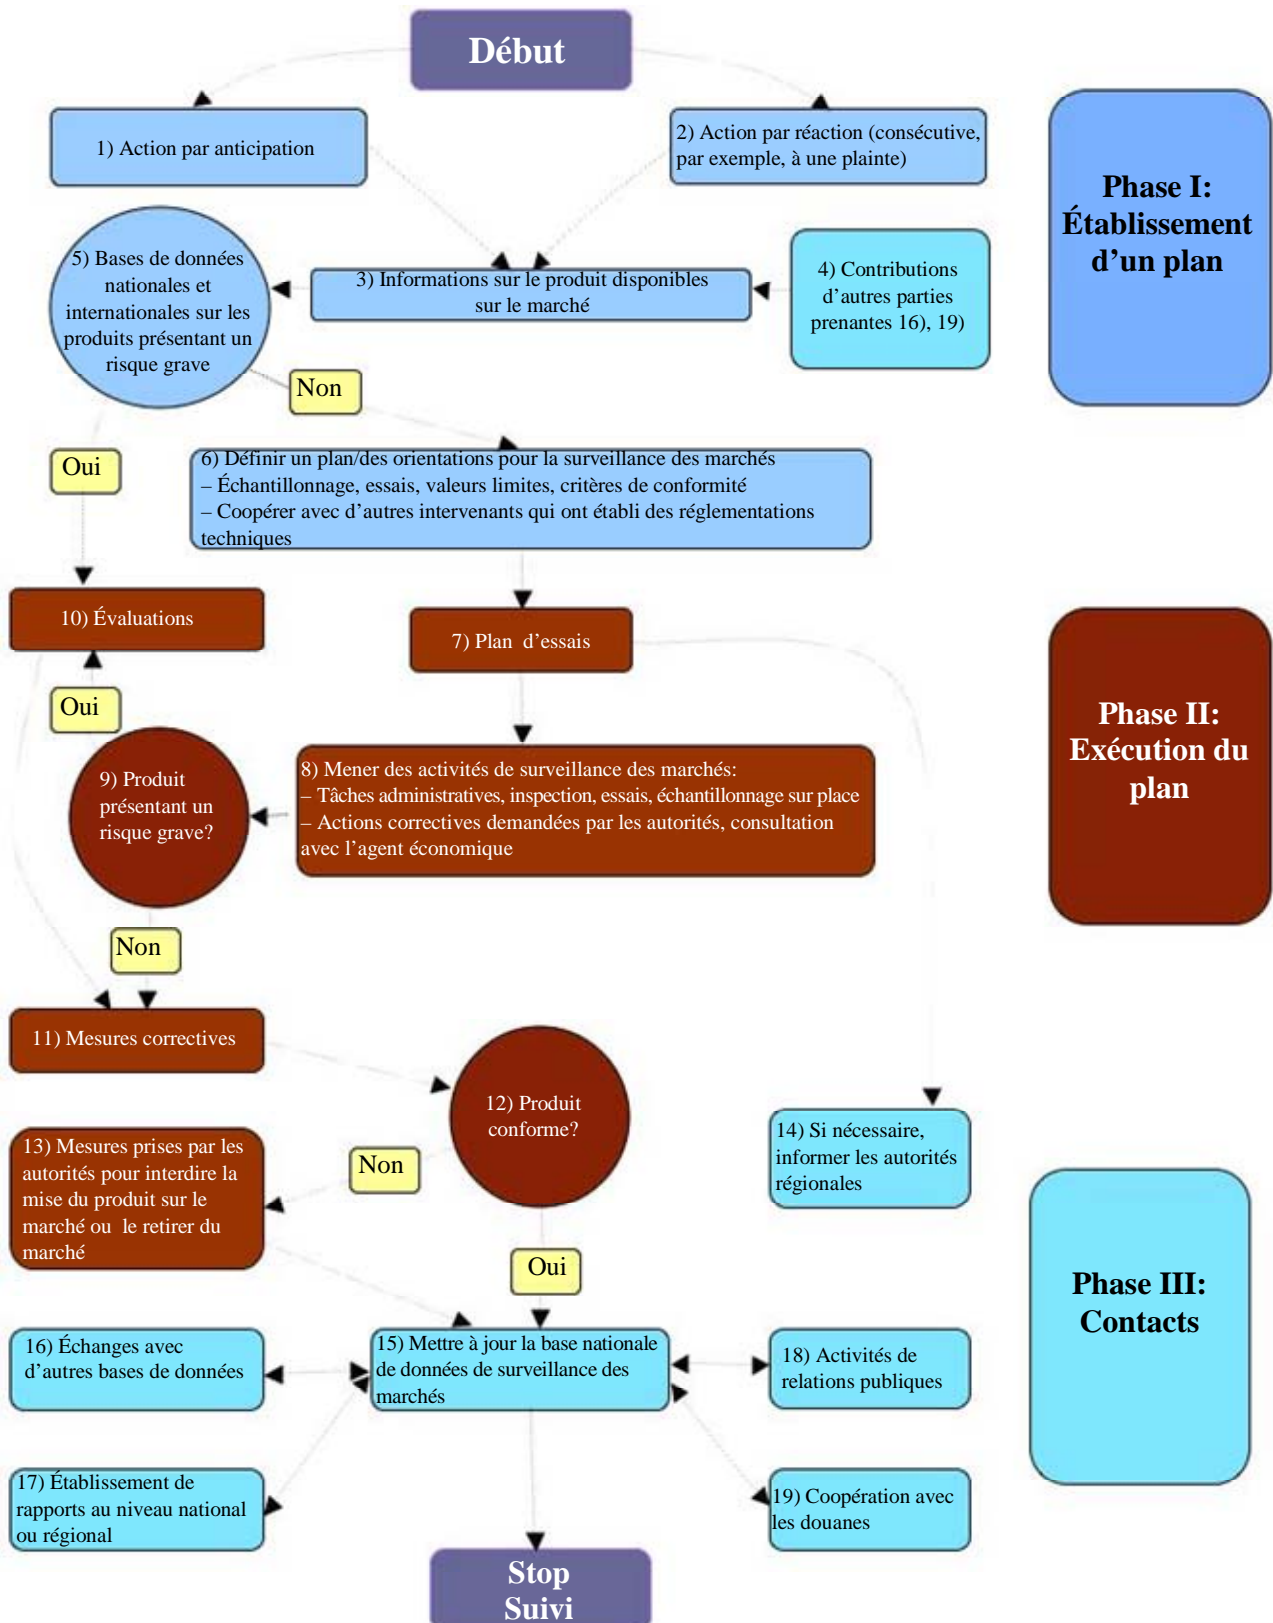 Début
1) Action par anticipation
2) Action par réaction (consécutive,
par exemple, à une plainte)
Phase I:
Établissement
d’un plan
5) Bases de données
nationales et
internationales sur les
produits présentant un
risque grave
3) Informations sur le produit disponibles
sur le marché
4) Contributions
d’autres parties
prenantes 16), 19)
Non
Oui
6) Définir un plan/des orientations pour la surveillance des marchés
– Échantillonnage, essais, valeurs limites, critères de conformité
– Coopérer avec d’autres intervenants qui ont établi des réglementations
techniques
10) Évaluations
7) Plan d’essais
Oui
Phase II:
Exécution du
plan
9) Produit
présentant un
risque grave?
8) Mener des activités de surveillance des marchés:
– Tâches administratives, inspection, essais, échantillonnage sur place
– Actions correctives demandées par les autorités, consultation
avec l’agent économique
Non
11) Mesures correctives
12) Produit
conforme?
13) Mesures prises par les
autorités pour interdire la
mise du produit sur le
marché ou le retirer du
marché
Non
14) Si nécessaire,
informer les autorités
régionales
Oui
Phase III:
Contacts
16) Échanges avec
d’autres bases de données
15) Mettre à jour la base nationale
de données de surveillance des
marchés
18) Activités de
relations publiques
17) Établissement de
rapports au niveau national
ou régional
19) Coopération avec
les douanes
Stop
Suivi